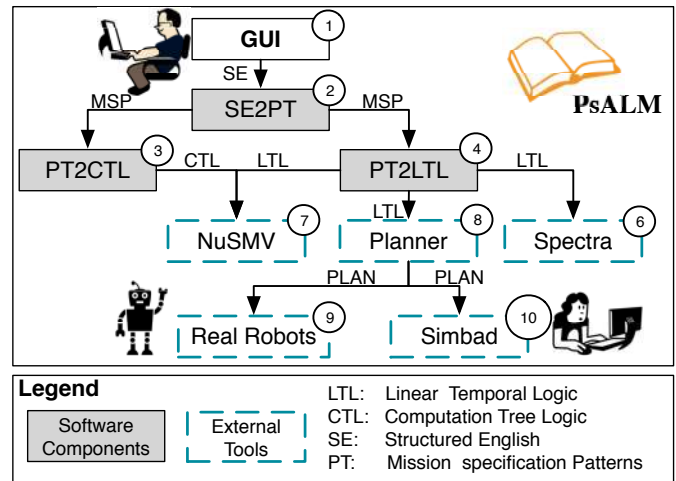 GUI
1
PsALM
SE
SE2PT
2
MSP
MSP
PT2CTL
3
CTL
LTL
PT2LTL
4
LTL
LTL
NuSMV
7
Planner
8
Spectra
6
PLAN
PLAN
Real Robots
9
Simbad
10
Legend
Software
Components
External
Tools
LTL: Linear Temporal Logic
CTL: Computation Tree Logic
SE: Structured English
PT: Mission specification Patterns